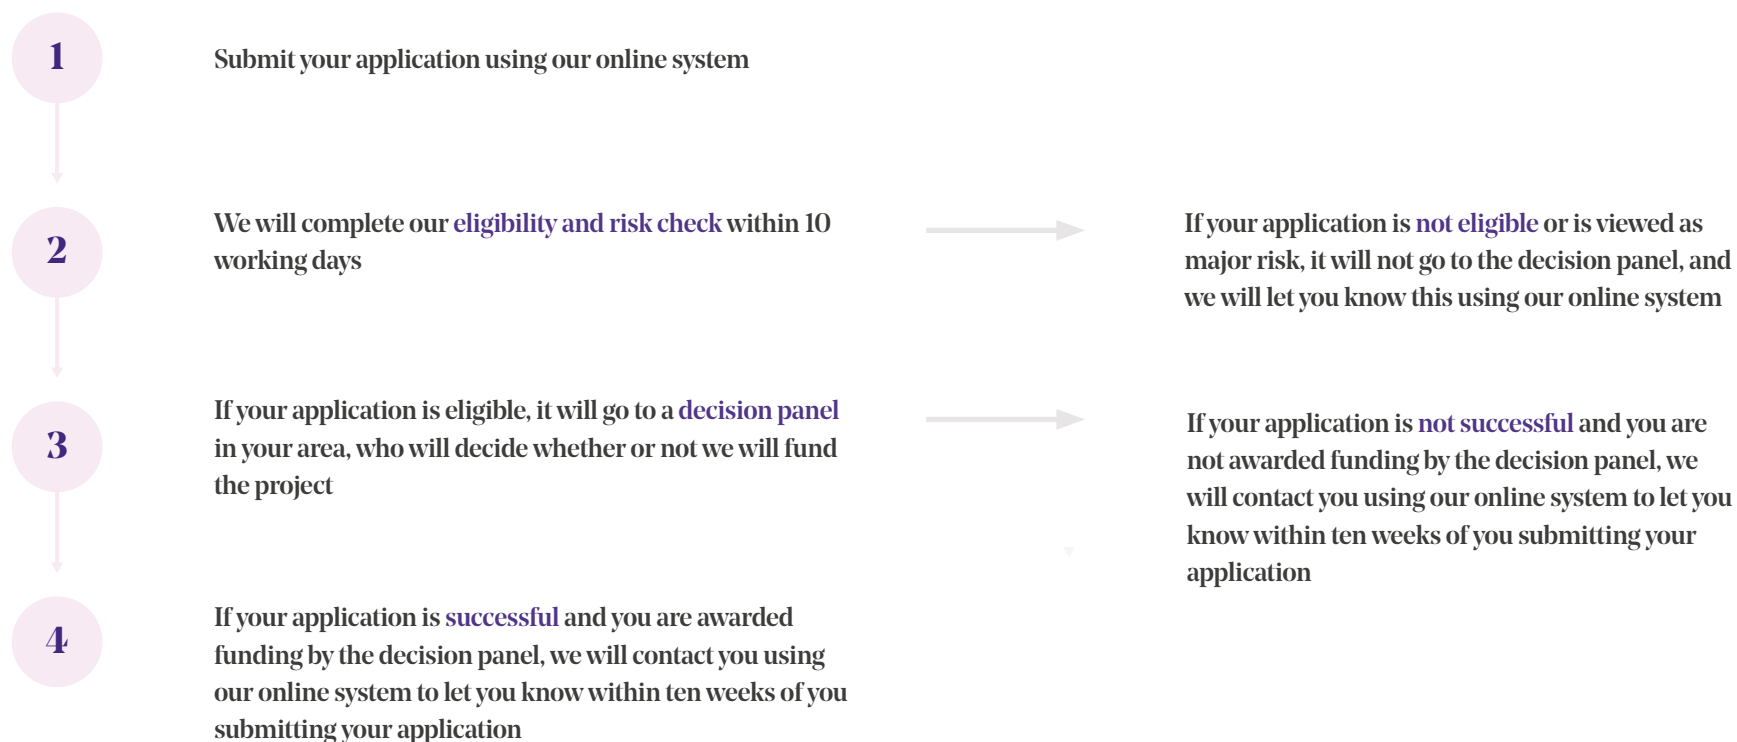 1
Submit your application using our online system
2
We will complete our eligibility and risk check within 10
working days
If your application is not eligible or is viewed as
major risk, it will not go to the decision panel, and
we will let you know this using our online system
3
If your application is eligible, it will go to a decision panel
in your area, who will decide whether or not we will fund
the project
If your application is not successful and you are
not awarded funding by the decision panel, we
will contact you using our online system to let you
know within ten weeks of you submitting your
application
4
If your application is successful and you are awarded
funding by the decision panel, we will contact you using
our online system to let you know within ten weeks of you
submitting your application